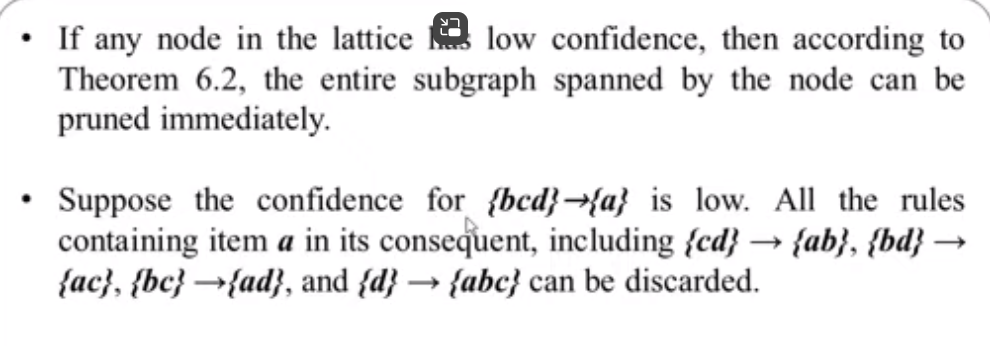 • If any node in the lattice low confidence, then according to
Theorem 6.2, the entire subgraph spanned by the node can be
pruned immediately.
• Suppose the confidence for {bcd}→{a} is low. All the rules
containing item a in its consequent, including {cd} → {ab}, {bd} →
{ac}, {bc} →{ad}, and {d} → {abc} can be discarded.